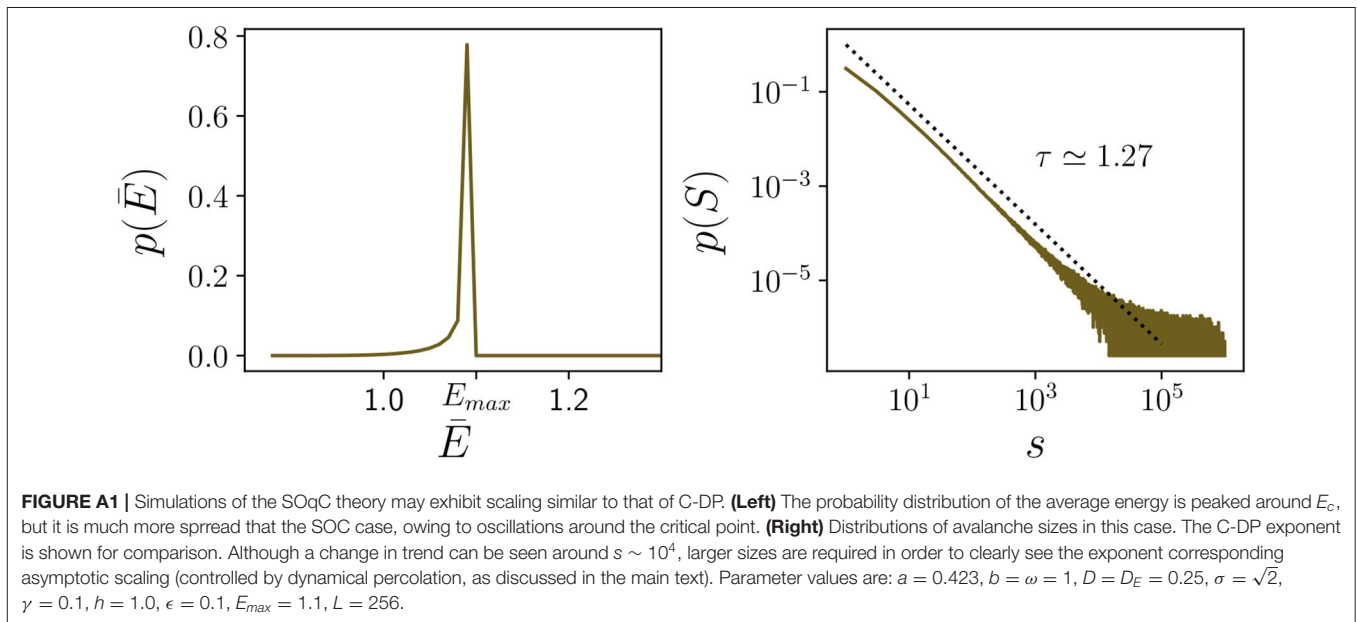 0.8
0.6
0.4
0.2
0.0
p(Ē)
1.0
E_max
1.2
Ē
10^-1
10^-3
10^-5
p(S)
τ ≃ 1.27
10^1
10^3
10^5
s
FIGURE A1 | Simulations of the SOqC theory may exhibit scaling similar to that of C-DP. (Left) The probability distribution of the average energy is peaked around E_c,
but it is much more sprread that the SOC case, owing to oscillations around the critical point. (Right) Distributions of avalanche sizes in this case. The C-DP exponent
is shown for comparison. Although a change in trend can be seen around s ∼ 10^4, larger sizes are required in order to clearly see the exponent corresponding
asymptotic scaling (controlled by dynamical percolation, as discussed in the main text). Parameter values are: a = 0.423, b = ω = 1, D = D_E = 0.25, σ = √2,
γ = 0.1, h = 1.0, ϵ = 0.1, E_max = 1.1, L = 256.